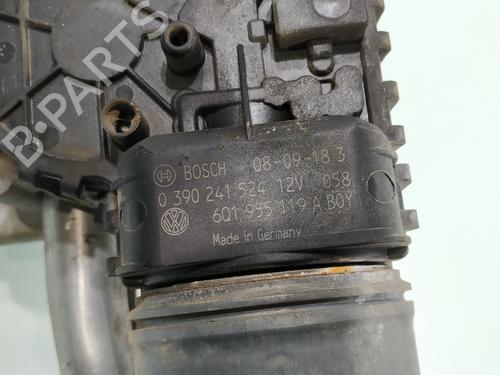 B-PARTS
BOSCH 08-09-18 3
0 390 241 524 12V 058
6Q1 955 119 A BOY
Made in Germany